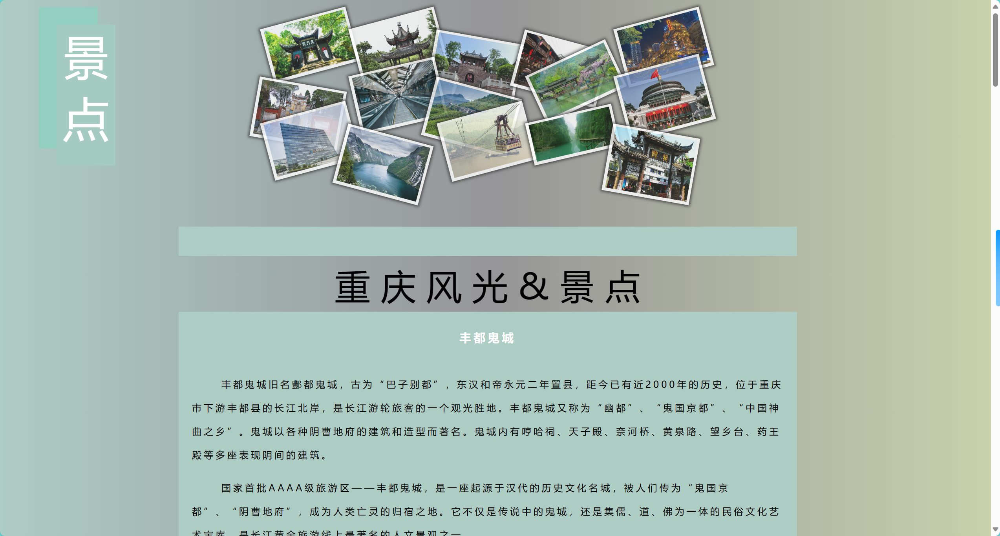 景
点
重庆风光&景点
丰都鬼城
丰都鬼城旧名酆都鬼城，古为“巴子别都”，东汉和帝永元二年置县，距今已有近2000年的历史，位于重庆
市下游丰都县的长江北岸，是长江游轮旅客的一个观光胜地。丰都鬼城又称为“幽都”、“鬼国京都”、“中国神
曲之乡”。鬼城以各种阴曹地府的建筑和造型而著名。鬼城内有哼哈祠、天子殿、奈河桥、黄泉路、望乡台、药王
殿等多座表现阴间的建筑。
国家首批AAAA级旅游区——丰都鬼城，是一座起源于汉代的历史文化名城，被人们传为“鬼国京
都”、“阴曹地府”，成为人类亡灵的归宿之地。它不仅是传说中的鬼城，还是集儒、道、佛为一体的民俗文化艺
术宝库，是长江黄金旅游线上最著名的人文景观之一